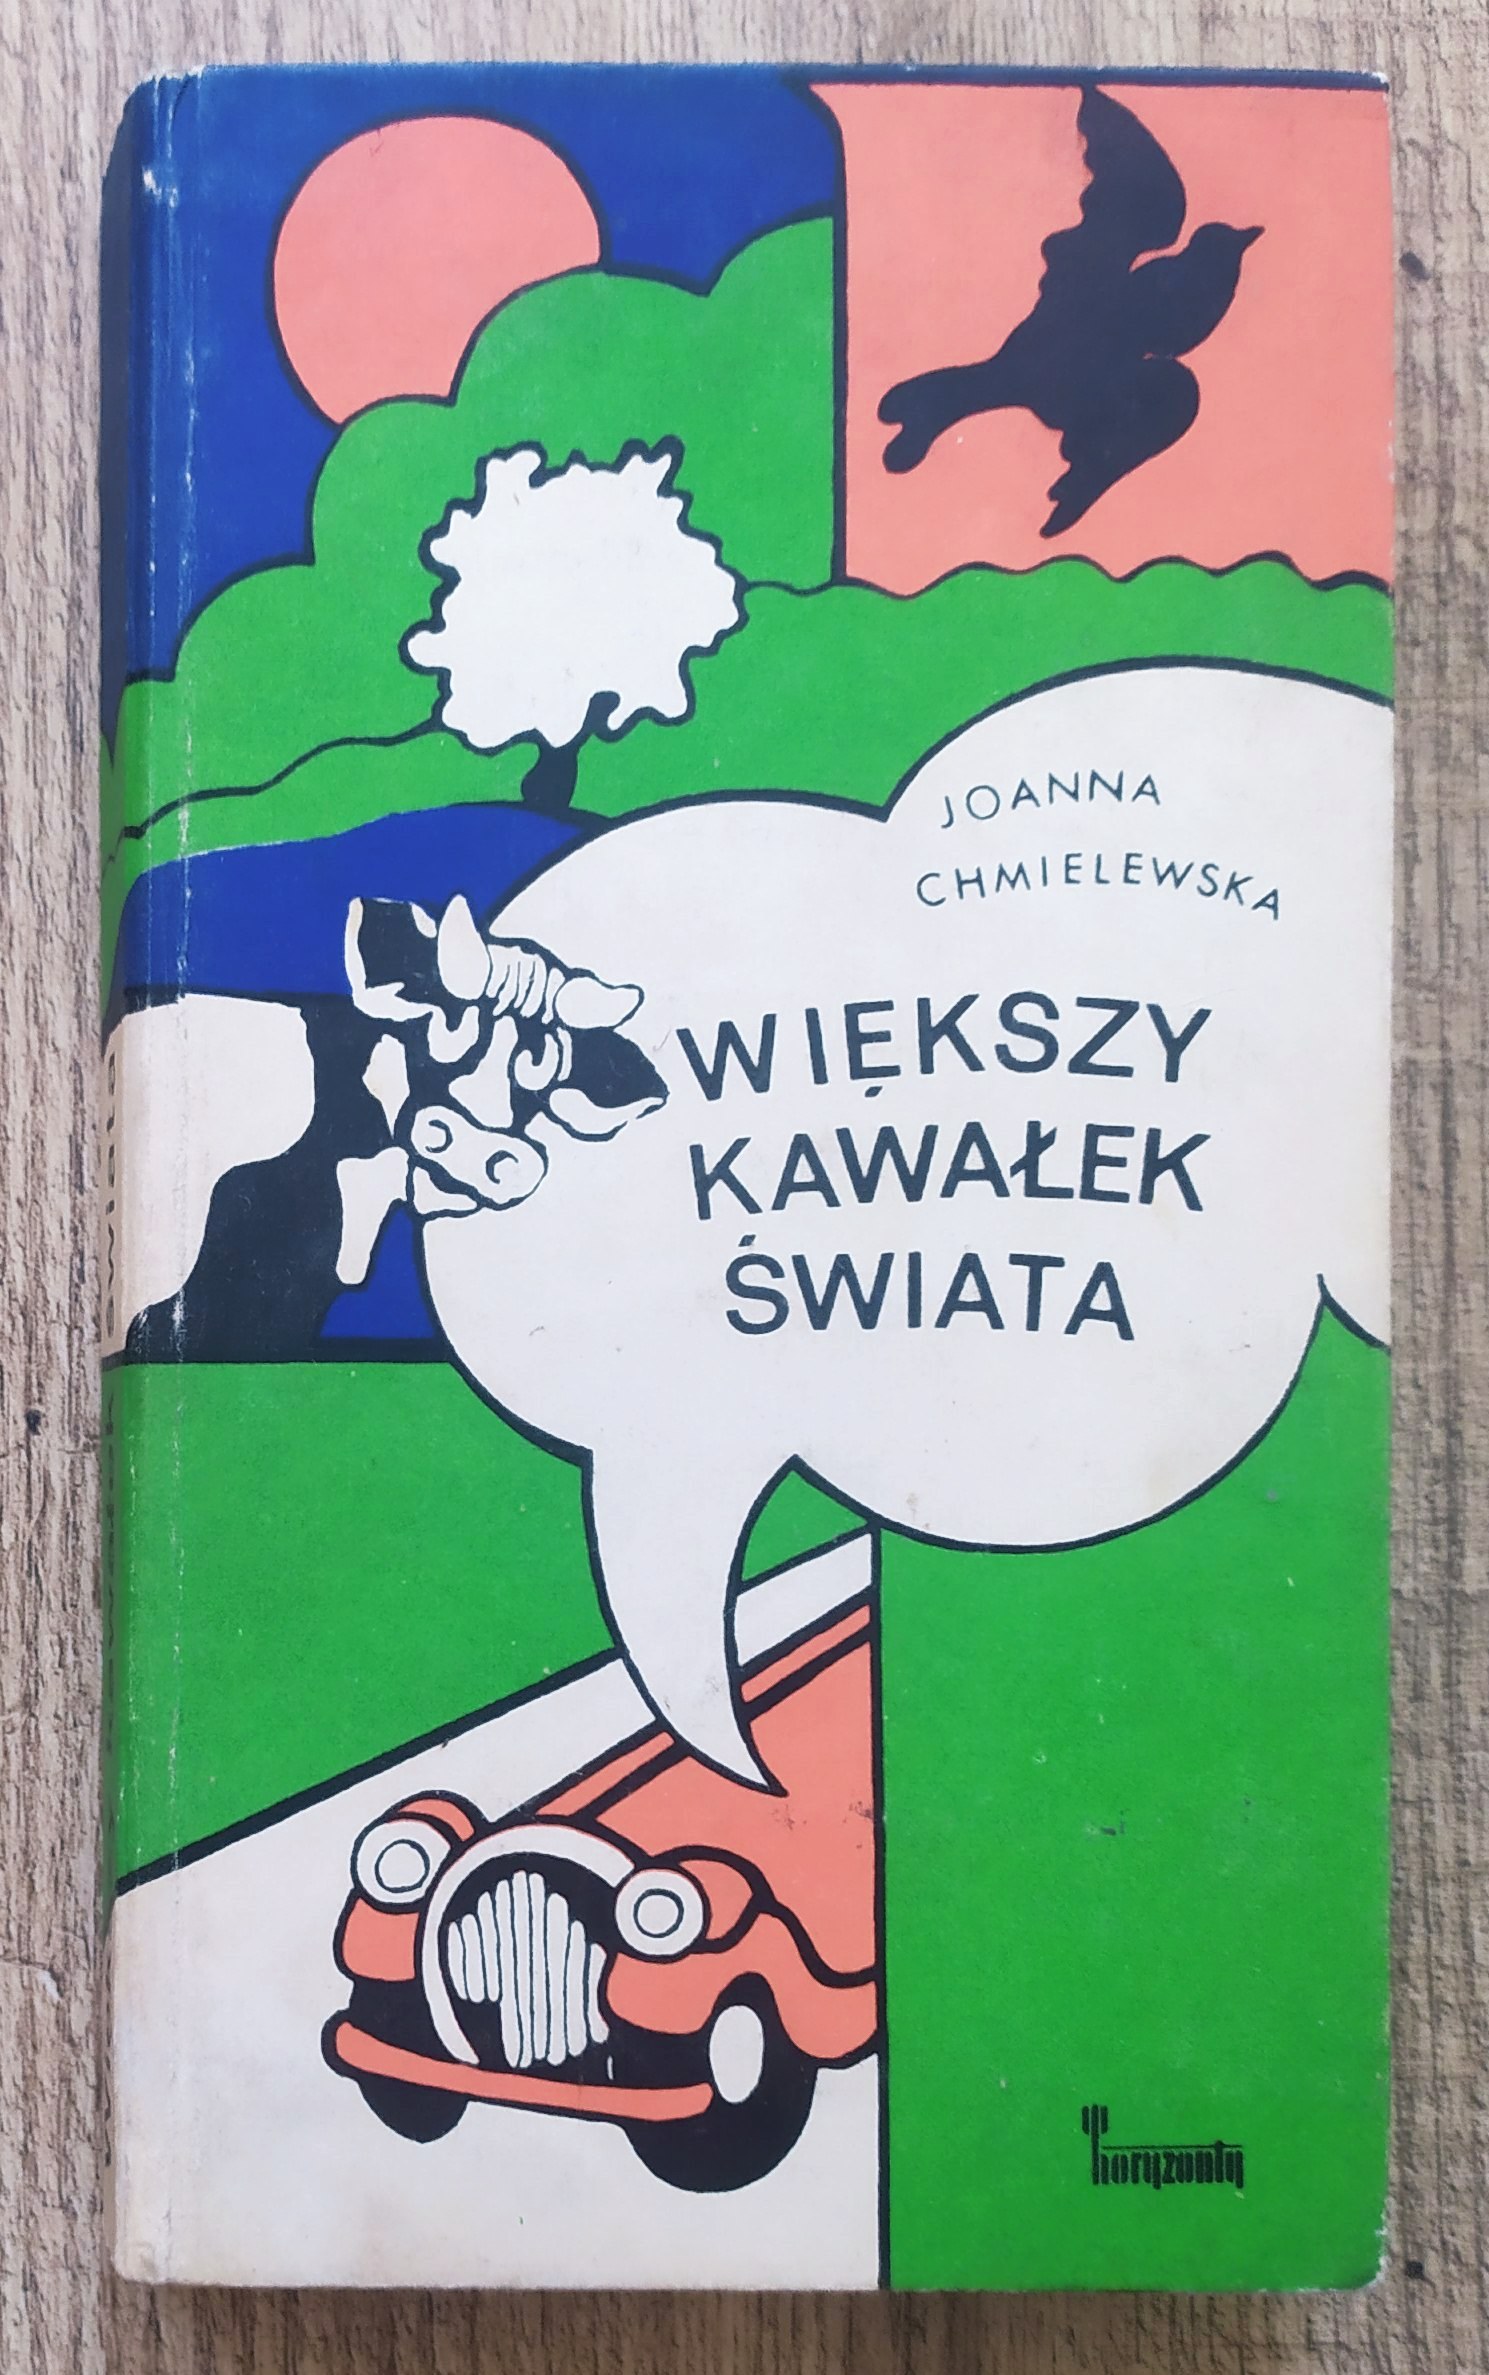 JOANNA
CHMIELEWSKA
WIĘKSZY
KAWAŁEK
ŚWIATA
horyzonty